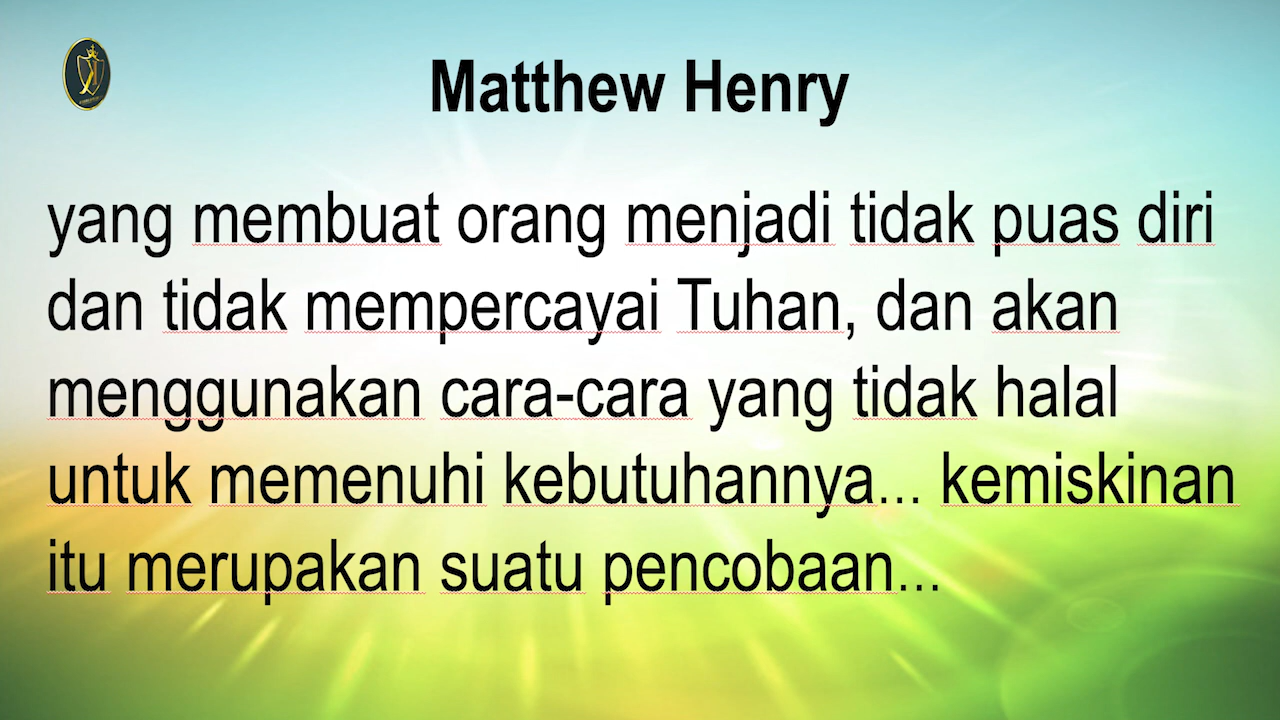 Matthew Henry
yang membuat orang menjadi tidak puas diri
dan tidak mempercayai Tuhan, dan akan
menggunakan cara-cara yang tidak halal
untuk memenuhi kebutuhannya... kemiskinan
itu merupakan suatu pencobaan...